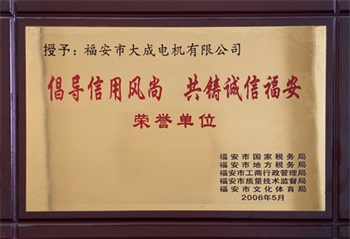 授予：福安市大成电机有限公司
倡导信用风尚 共铸诚信福安
荣誉单位
福安市国家税务局
福安市地方税务局
福安市工商行政管理局
福安市质量技术监督局
福安市文化体育局
2006年5月